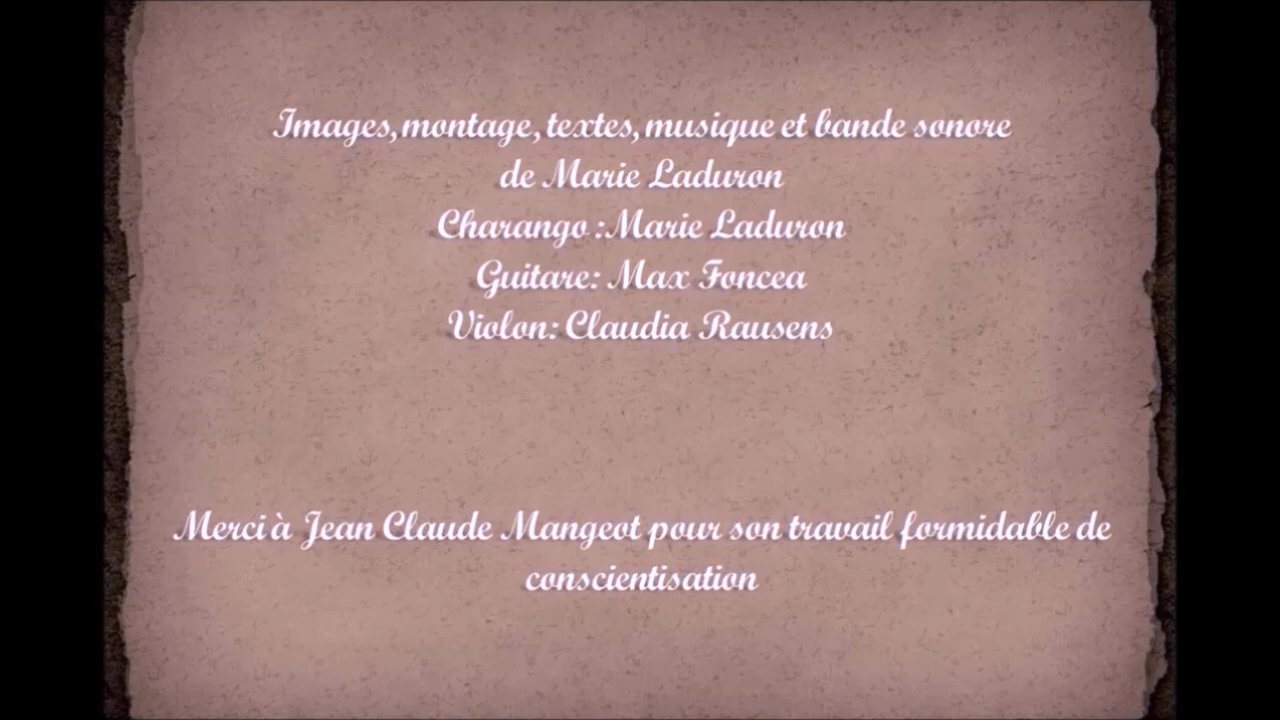 Images, montage, textes, musique et bande sonore
de Marie Laduron
Charango : Marie Laduron
Guitare: Max Foncea
Violon: Claudia Rausens
Merci à Jean Claude Mangeot pour son travail formidable de
conscientisation